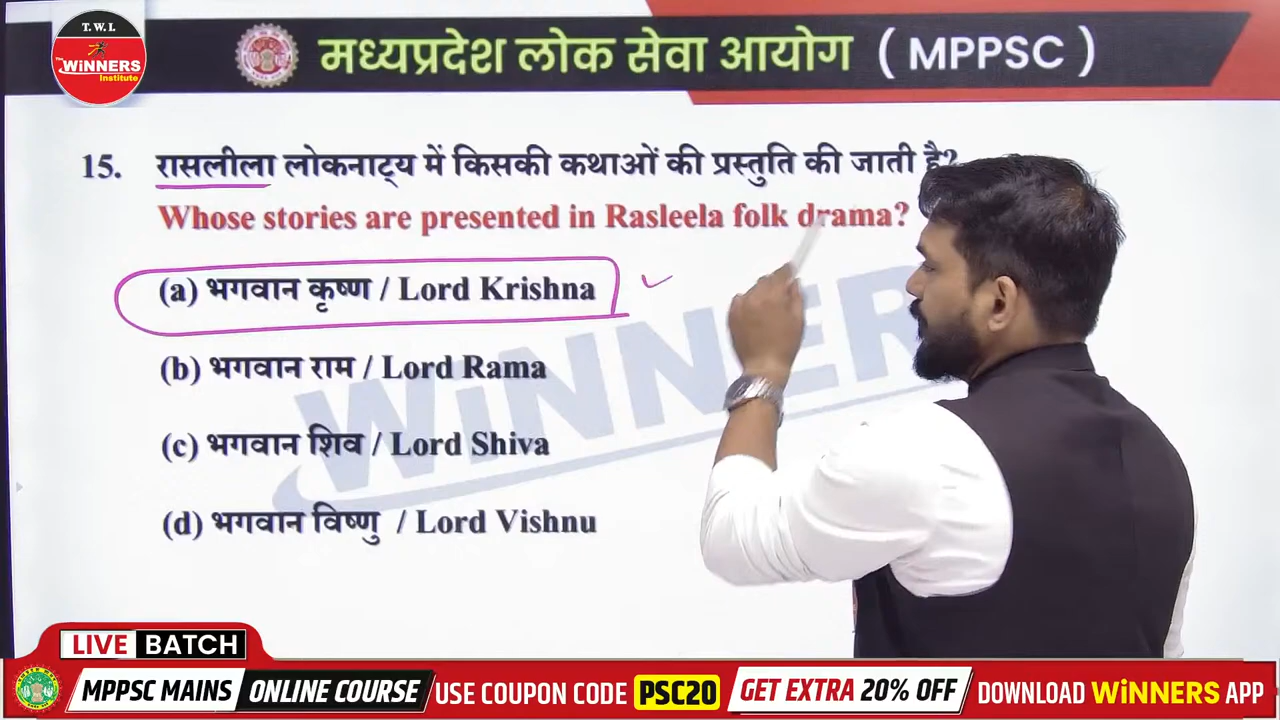 T. W. I.
The WiNNERS
Institute
मध्यप्रदेश लोक सेवा आयोग ( MPPSC )
15. रासलीला लोकनाट्य में किसकी कथाओं की प्रस्तुति की जाती है?
Whose stories are presented in Rasleela folk drama?
(a) भगवान कृष्ण / Lord Krishna
(b) भगवान राम / Lord Rama
(c) भगवान शिव / Lord Shiva
(d) भगवान विष्णु / Lord Vishnu
WiNNER
LIVE BATCH
MPPSC MAINS ONLINE COURSE USE COUPON CODE PSC20 GET EXTRA 20% OFF DOWNLOAD WiNNERS APP